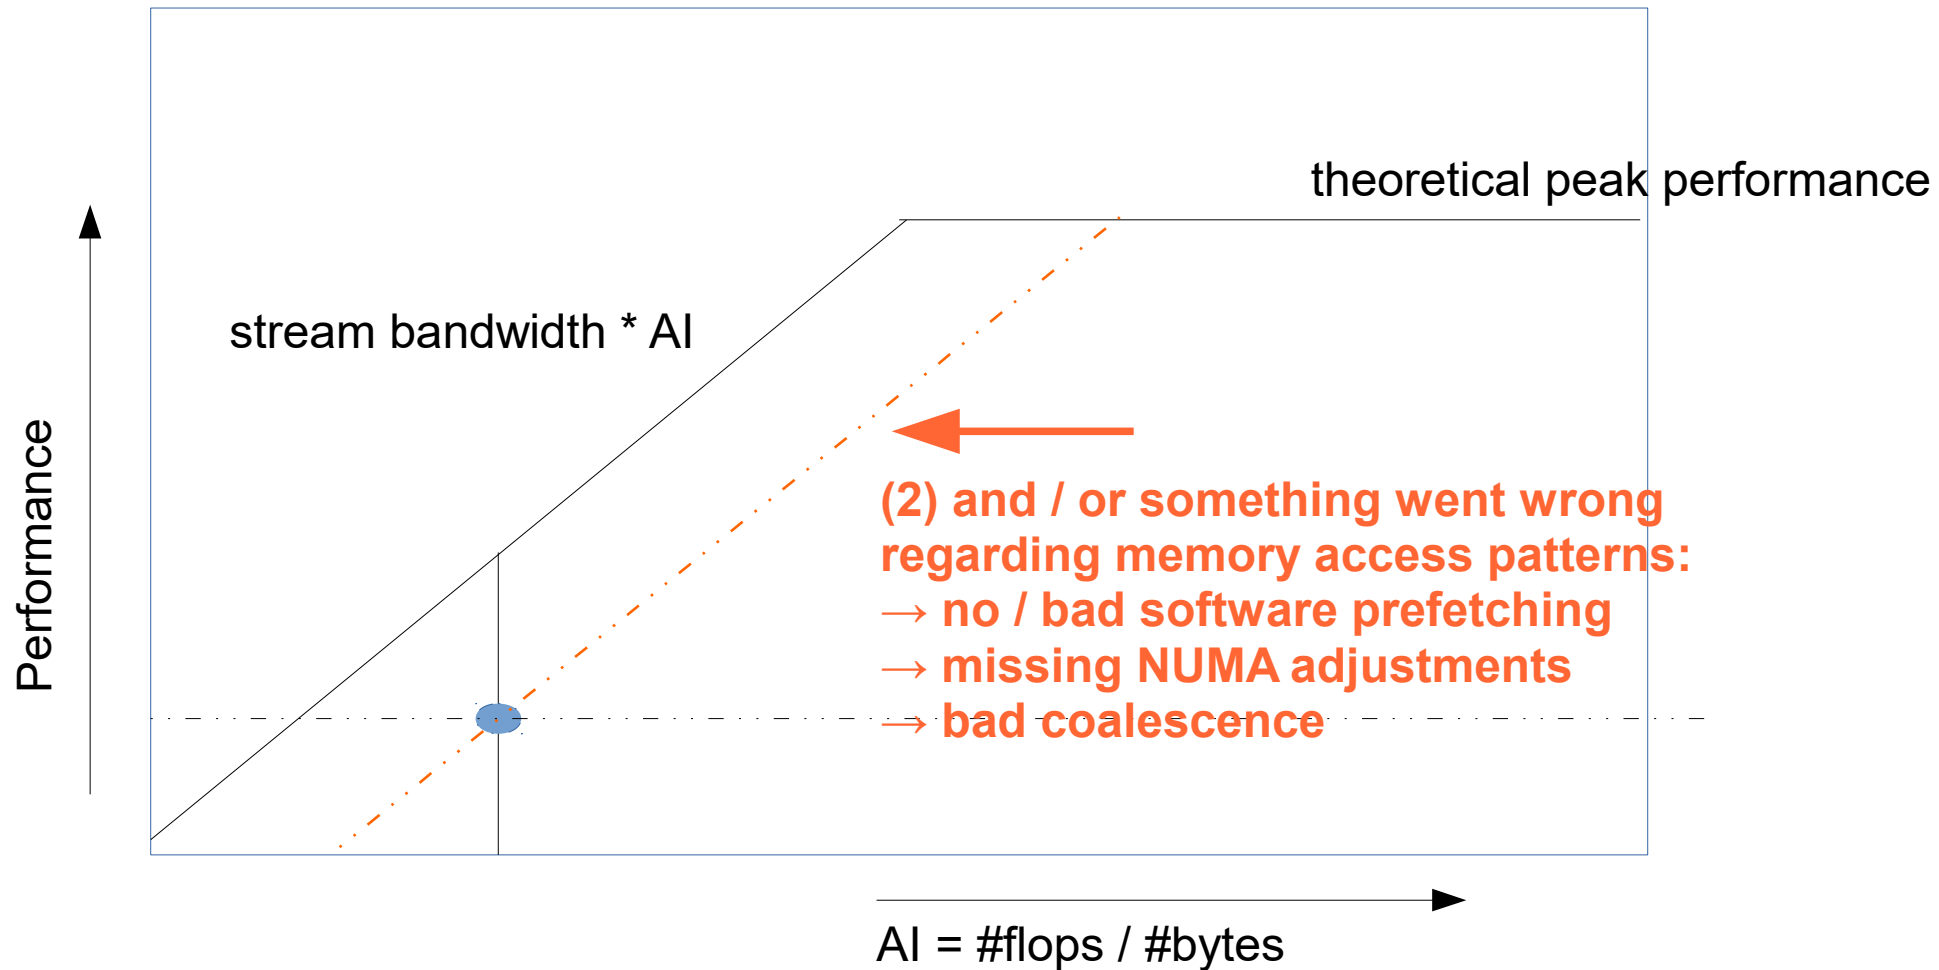 theoretical peak performance
stream bandwidth * AI
Performance
(2) and / or something went wrong
regarding memory access patterns:
→ no / bad software prefetching
→ missing NUMA adjustments
→ bad coalescence
AI = #flops / #bytes